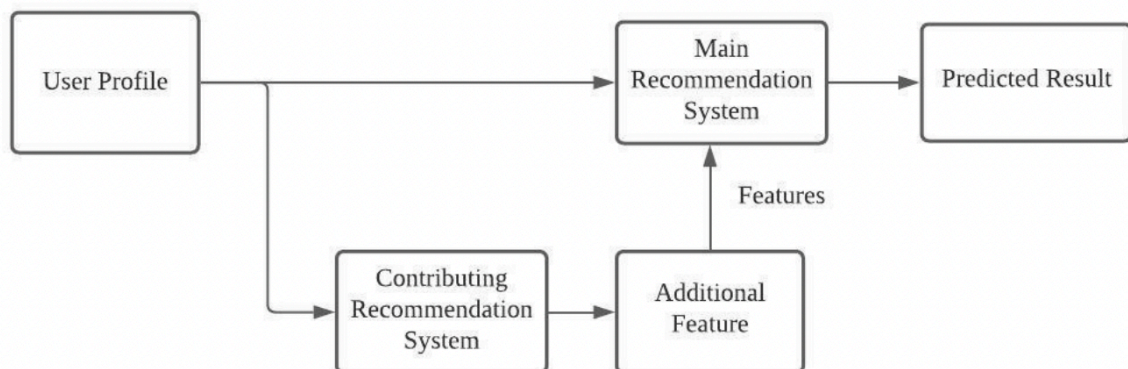 User Profile
Main
Recommendation
System
Predicted Result
Features
Contributing
Recommendation
System
Additional
Feature